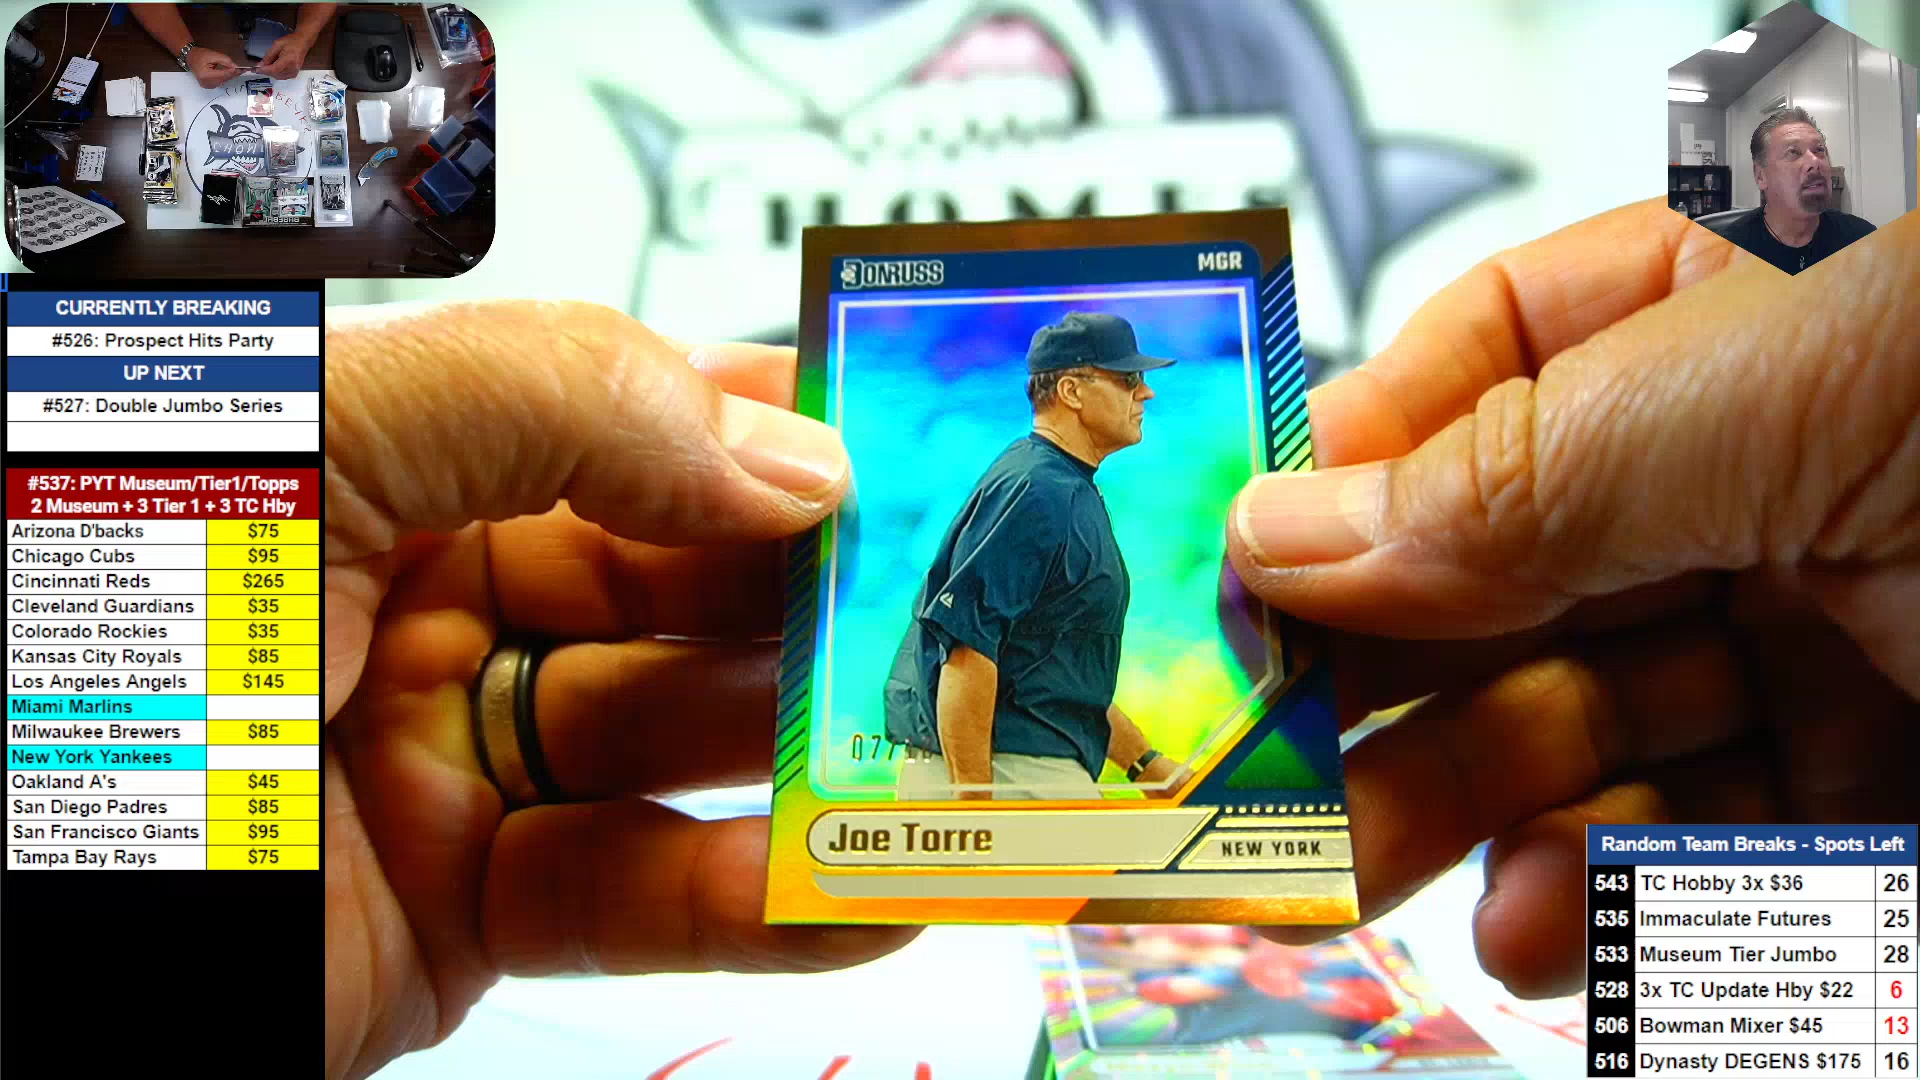 CURRENTLY BREAKING
#526: Prospect Hits Party
UP NEXT
#527: Double Jumbo Series
#537: PYT Museum/Tier1/Topps
2 Museum + 3 Tier 1 + 3 TC Hby
Arizona D'backs $75
Chicago Cubs $95
Cincinnati Reds $265
Cleveland Guardians $35
Colorado Rockies $35
Kansas City Royals $85
Los Angeles Angels $145
Miami Marlins
Milwaukee Brewers $85
New York Yankees
Oakland A's $45
San Diego Padres $85
San Francisco Giants $95
Tampa Bay Rays $75
CHOMPS
DONRUSS
MGR
Joe Torre
NEW YORK
Random Team Breaks - Spots Left
543 TC Hobby 3x $36 26
535 Immaculate Futures 25
533 Museum Tier Jumbo 28
528 3x TC Update Hby $22 6
506 Bowman Mixer $45 13
516 Dynasty DEGENS $175 16